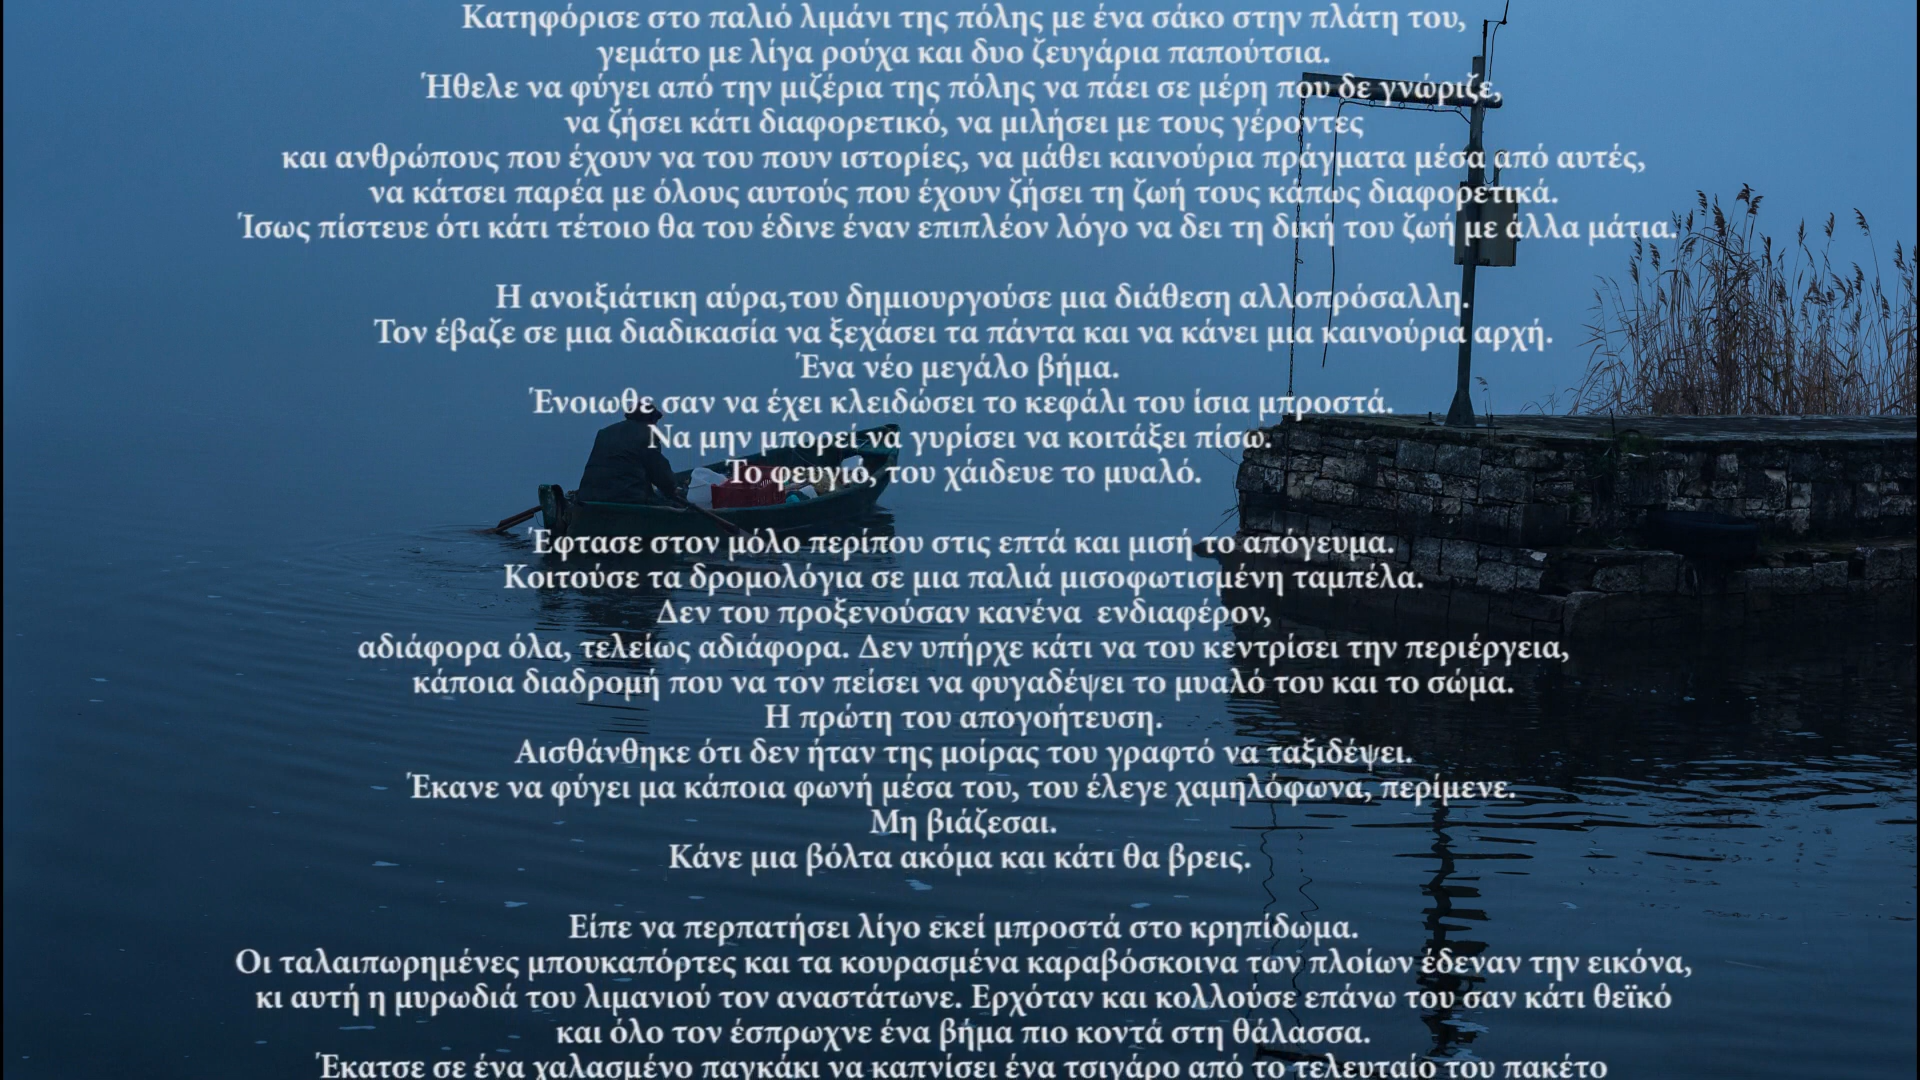 Κατηφόρισε στο παλιό λιμάνι της πόλης με ένα σάκο στην πλάτη του,
γεμάτο με λίγα ρούχα και δυο ζευγάρια παπούτσια.
Ήθελε να φύγει από την μιζέρια της πόλης να πάει σε μέρη που δε γνώριζε,
να ζήσει κάτι διαφορετικό, να μιλήσει με τους γέροντες
και ανθρώπους που έχουν να του πουν ιστορίες, να μάθει καινούρια πράγματα μέσα από αυτές,
να κάτσει παρέα με όλους αυτούς που έχουν ζήσει τη ζωή τους κάπως διαφορετικά.
Ίσως πίστευε ότι κάτι τέτοιο θα του έδινε έναν επιπλέον λόγο να δει τη δική του ζωή με άλλα μάτια.
Η ανοιξιάτικη αύρα,του δημιουργούσε μια διάθεση αλλοπρόσαλλη.
Τον έβαζε σε μια διαδικασία να ξεχάσει τα πάντα και να κάνει μια καινούρια αρχή.
Ένα νέο μεγάλο βήμα.
Ένοιωθε σαν να έχει κλειδώσει το κεφάλι του ίσια μπροστά.
Να μην μπορεί να γυρίσει να κοιτάξει πίσω.
Το φευγιό, του χάιδευε το μυαλό.
Έφτασε στον μόλο περίπου στις επτά και μισή το απόγευμα.
Κοιτούσε τα δρομολόγια σε μια παλιά μισοφωτισμένη ταμπέλα.
Δεν του προξενούσαν κανένα  ενδιαφέρον,
αδιάφορα όλα, τελείως αδιάφορα. Δεν υπήρχε κάτι να του κεντρίσει την περιέργεια,
κάποια διαδρομή που να τον πείσει να φυγαδέψει το μυαλό του και το σώμα.
Η πρώτη του απογοήτευση.
Αισθάνθηκε ότι δεν ήταν της μοίρας του γραφτό να ταξιδέψει.
Έκανε να φύγει μα κάποια φωνή μέσα του, του έλεγε χαμηλόφωνα, περίμενε.
Μη βιάζεσαι.
Κάνε μια βόλτα ακόμα και κάτι θα βρεις.
Είπε να περπατήσει λίγο εκεί μπροστά στο κρηπίδωμα.
Οι ταλαιπωρημένες μπουκαπόρτες και τα κουρασμένα καραβόσκοινα των πλοίων έδεναν την εικόνα,
κι αυτή η μυρωδιά του λιμανιού τον αναστάτωνε. Ερχόταν και κολλούσε επάνω του σαν κάτι θεϊκό
και όλο τον έσπρωχνε ένα βήμα πιο κοντά στη θάλασσα.
Έκατσε σε ένα χαλασμένο παγκάκι να καπνίσει ένα τσιγάρο από το τελευταίο του πακέτο